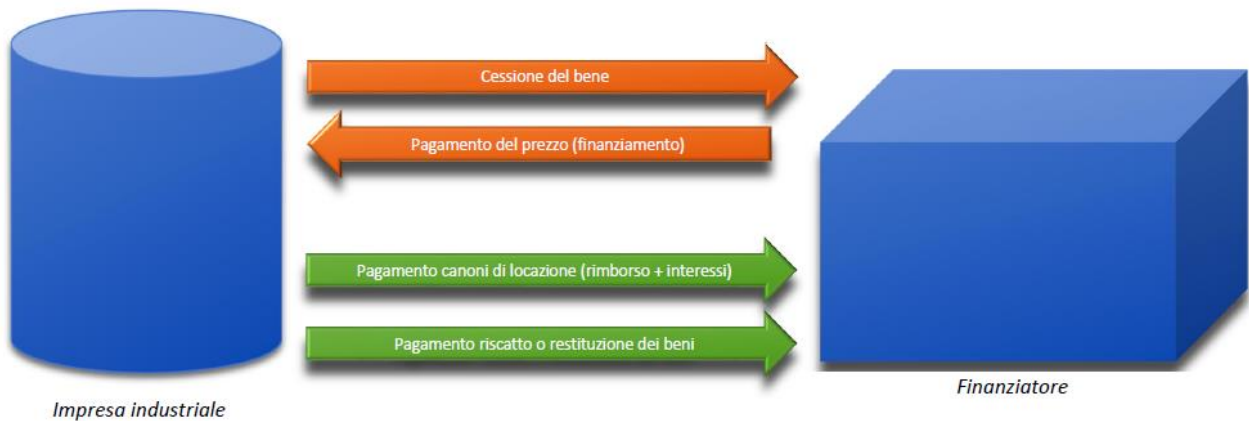 Cessione del bene
Pagamento del prezzo (finanziamento)
Pagamento canoni di locazione (rimborso + interessi)
Pagamento riscatto o restituzione dei beni
Finanziatore
Impresa industriale